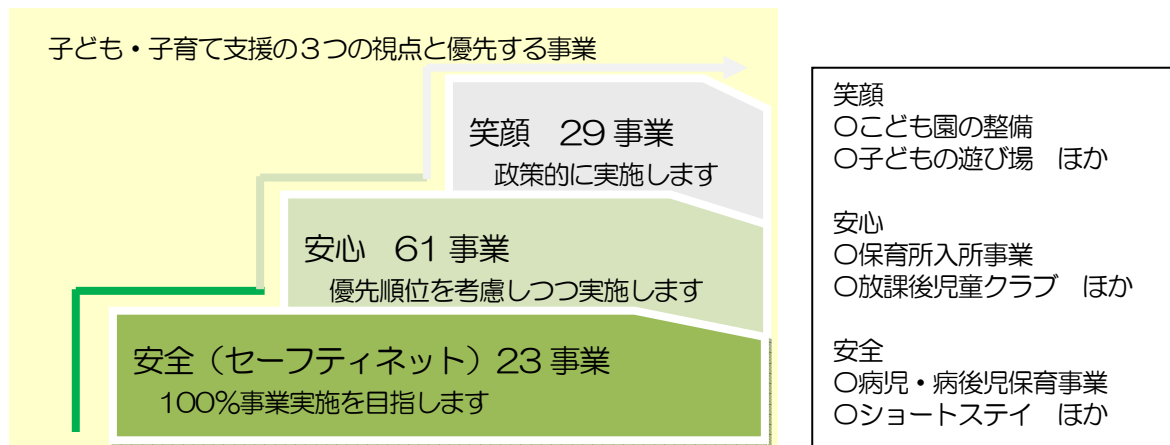 子ども・子育て支援の３つの視点と優先する事業
笑顔　29 事業
政策的に実施します
安心　61 事業
優先順位を考慮しつつ実施します
安全（セーフティネット）23 事業
100％事業実施を目指します
笑顔
〇こども園の整備
〇子どもの遊び場　ほか
安心
〇保育所入所事業
〇放課後児童クラブ　ほか
安全
〇病児・病後児保育事業
〇ショートステイ　ほか